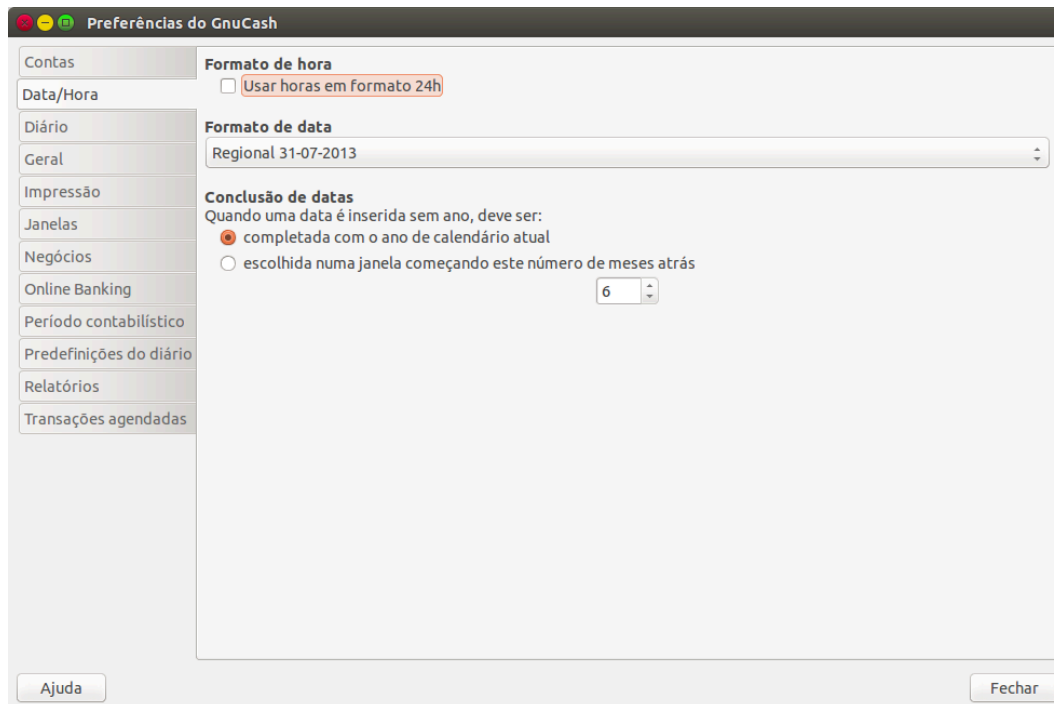 Preferências do GnuCash
Contas
Data/Hora
Diário
Geral
Impressão
Janelas
Negócios
Online Banking
Período contabilístico
Predefinições do diário
Relatórios
Transações agendadas
Formato de hora
Usar horas em formato 24h
Formato de data
Regional 31-07-2013
Conclusão de datas
Quando uma data é inserida sem ano, deve ser:
completada com o ano de calendário atual
escolhida numa janela começando este número de meses atrás
6
Ajuda
Fechar